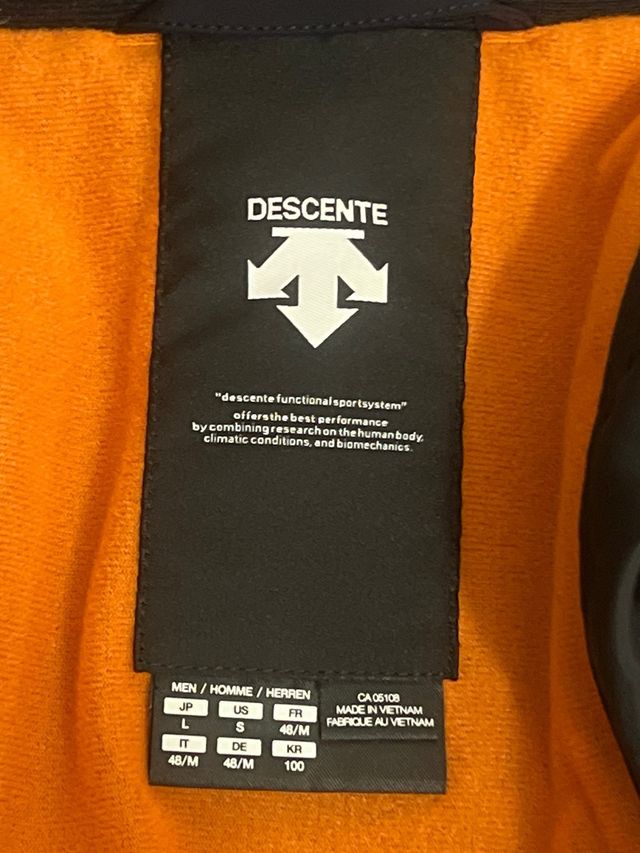 DESCENTE
"descente functional sportsystem"
offers the best performance
by combining research on the human body,
climatic conditions, and biomechanics.
MEN / HOMME / HERREN
JP US FR
L S 48/M
IT DE KR
48/M 48/M 100
CA 05108
MADE IN VIETNAM
FABRIQUE AU VIETNAM